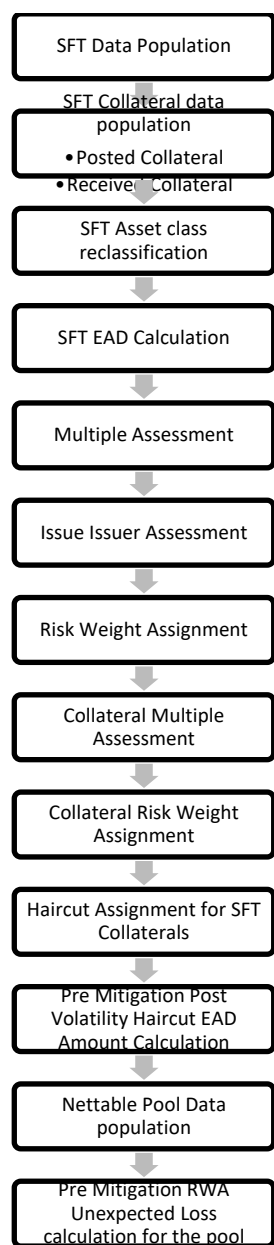 SFT Data Population
SFT Collateral data
population
•Posted Collateral
•Received Collateral
SFT Asset class
reclassification
SFT EAD Calculation
Multiple Assessment
Issue Issuer Assessment
Risk Weight Assignment
Collateral Multiple
Assessment
Collateral Risk Weight
Assignment
Haircut Assignment for SFT
Collaterals
Pre Mitigation Post
Volatility Haircut EAD
Amount Calculation
Nettable Pool Data
population
Pre Mitigation RWA
Unexpected Loss
calculation for the pool